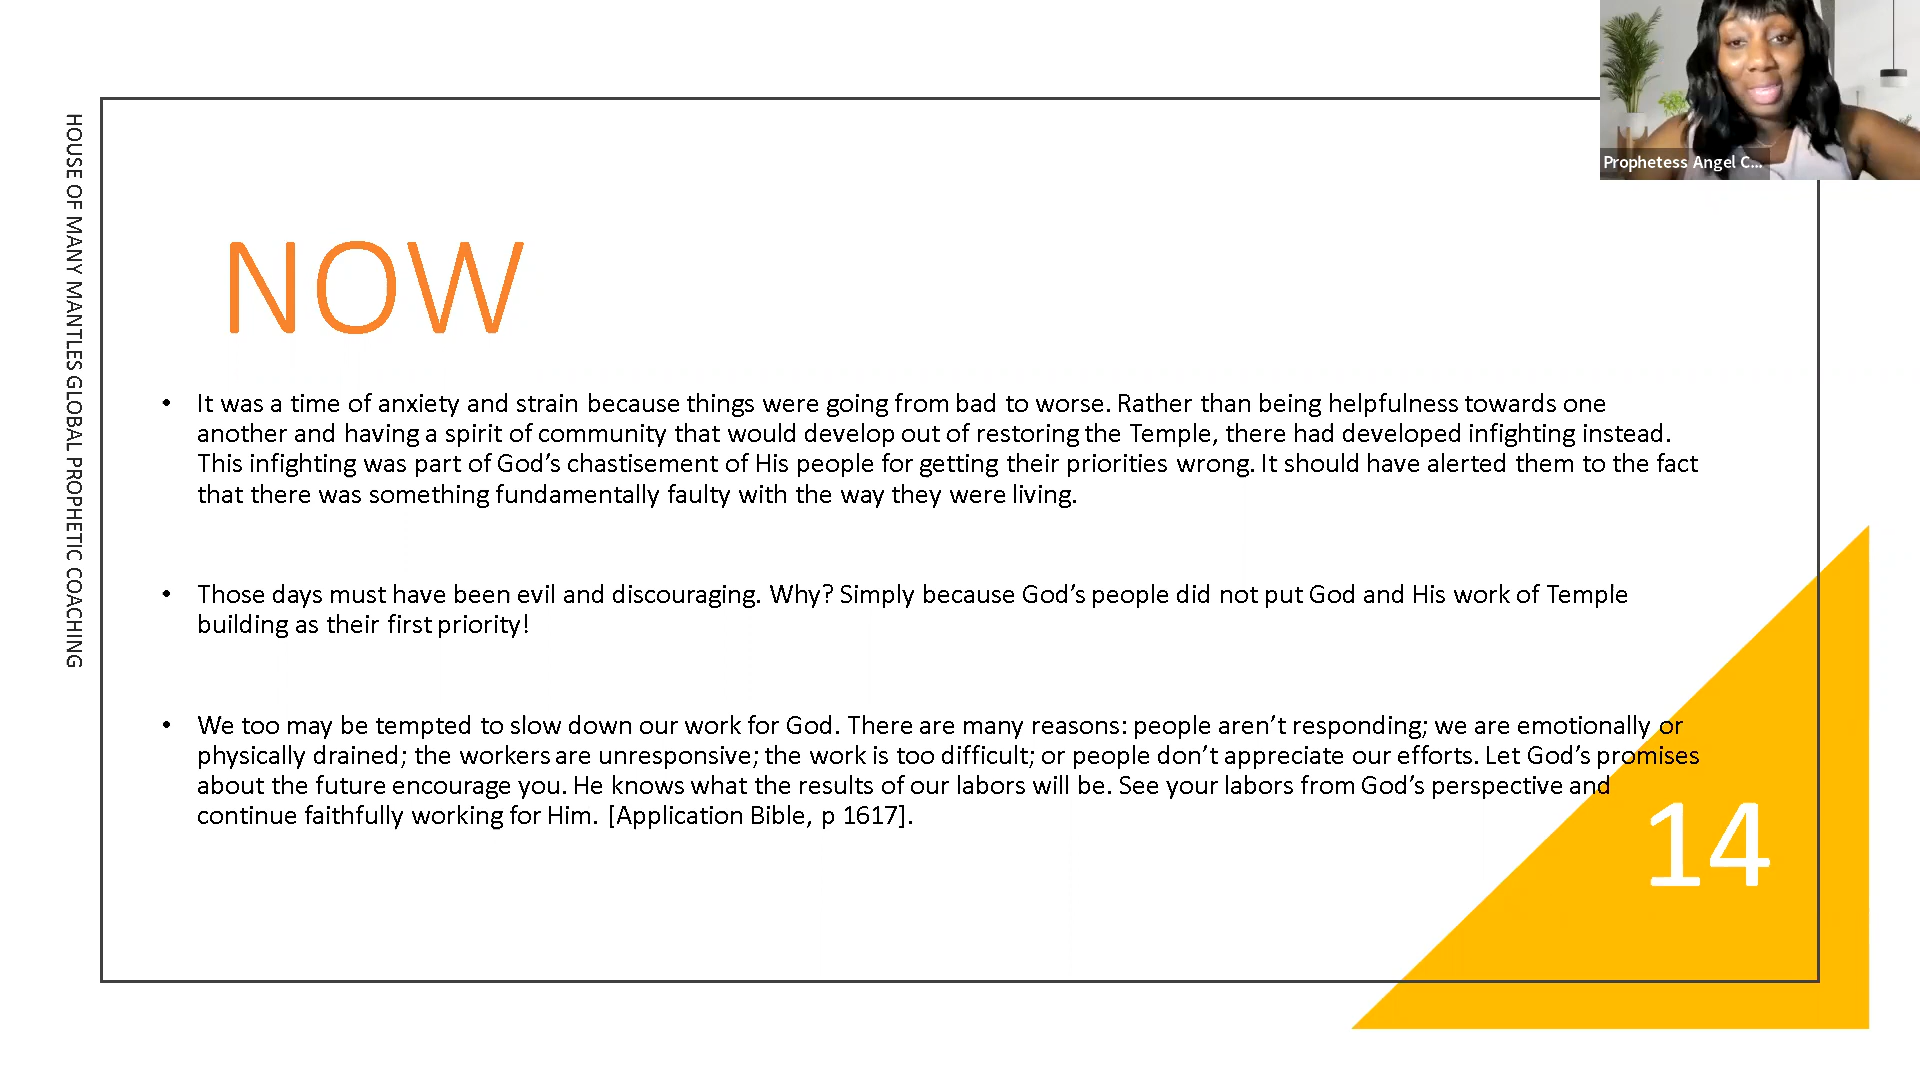 Prophetess Angel C...
HOUSE OF MANY MANTLES GLOBAL PROPHETIC COACHING
NOW
• It was a time of anxiety and strain because things were going from bad to worse. Rather than being helpfulness towards one
another and having a spirit of community that would develop out of restoring the Temple, there had developed infighting instead.
This infighting was part of God’s chastisement of His people for getting their priorities wrong. It should have alerted them to the fact
that there was something fundamentally faulty with the way they were living.
• Those days must have been evil and discouraging. Why? Simply because God’s people did not put God and His work of Temple
building as their first priority!
• We too may be tempted to slow down our work for God. There are many reasons: people aren’t responding; we are emotionally or
physically drained; the workers are unresponsive; the work is too difficult; or people don’t appreciate our efforts. Let God’s promises
about the future encourage you. He knows what the results of our labors will be. See your labors from God’s perspective and
continue faithfully working for Him. [Application Bible, p 1617].
14